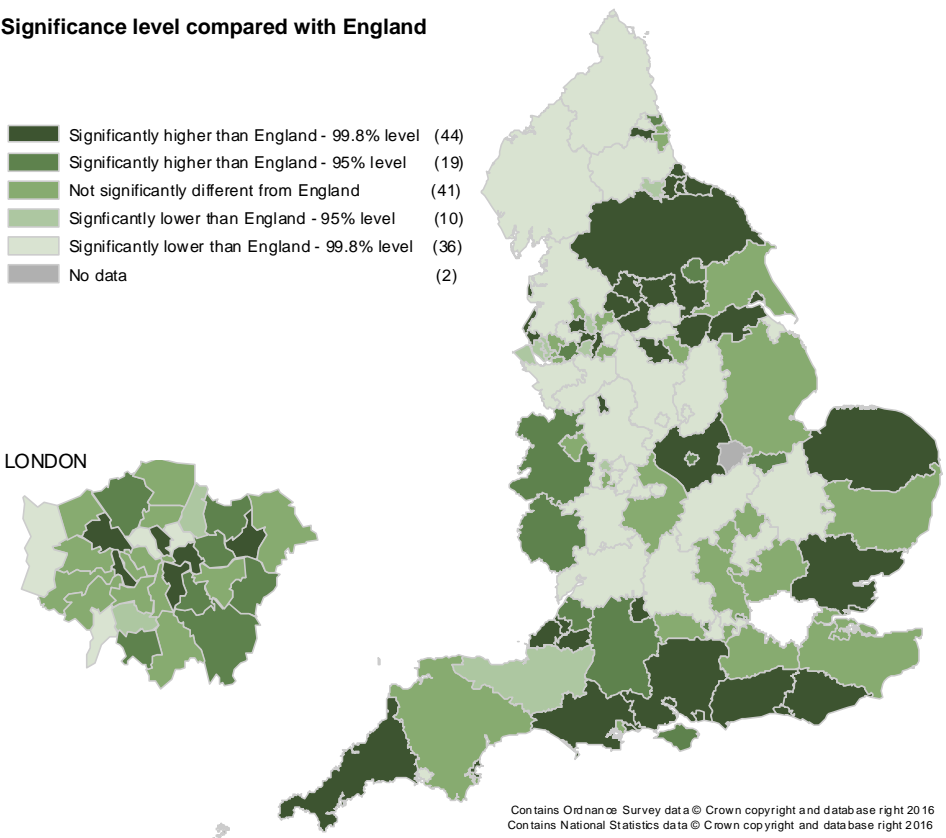 Significance level compared with England
Significantly higher than England - 99.8% level (44)
Significantly higher than England - 95% level (19)
Not significantly different from England (41)
Signficantly lower than England - 95% level (10)
Significantly lower than England - 99.8% level (36)
No data (2)
LONDON
Contains Ordnance Survey data © Crown copyright and database right 2016
Contains National Statistics data © Crown copyright and database right 2016